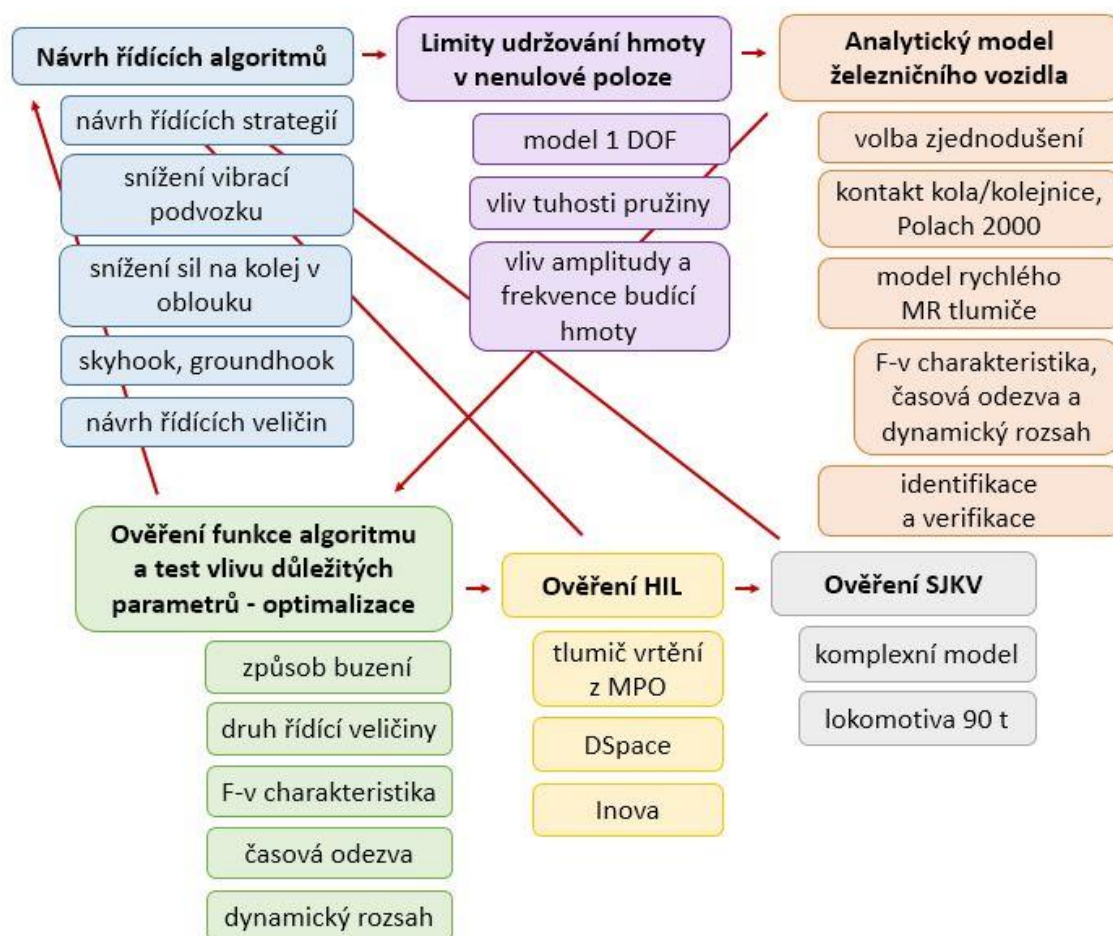 Návrh řídících algoritmů
návrh řídících strategií
snížení vibrací
podvozku
snížení sil na kolej v
oblouku
skyhook, groundhook
návrh řídících veličin
Limity udržování hmoty
v nenulové poloze
model 1 DOF
vliv tuhosti pružiny
vliv amplitudy a
frekvence budící
hmoty
Analytický model
železničního vozidla
volba zjednodušení
kontakt kola/kolejnice,
Polach 2000
model rychlého
MR tlumiče
F-v charakteristika,
časová odezva a
dynamický rozsah
identifikace
a verifikace
Ověření funkce algoritmu
a test vlivu důležitých
parametrů - optimalizace
způsob buzení
druh řídící veličiny
F-v charakteristika
časová odezva
dynamický rozsah
Ověření HIL
tlumič vrtění
z MPO
DSpace
Inova
Ověření SJKV
komplexní model
lokomotiva 90 t